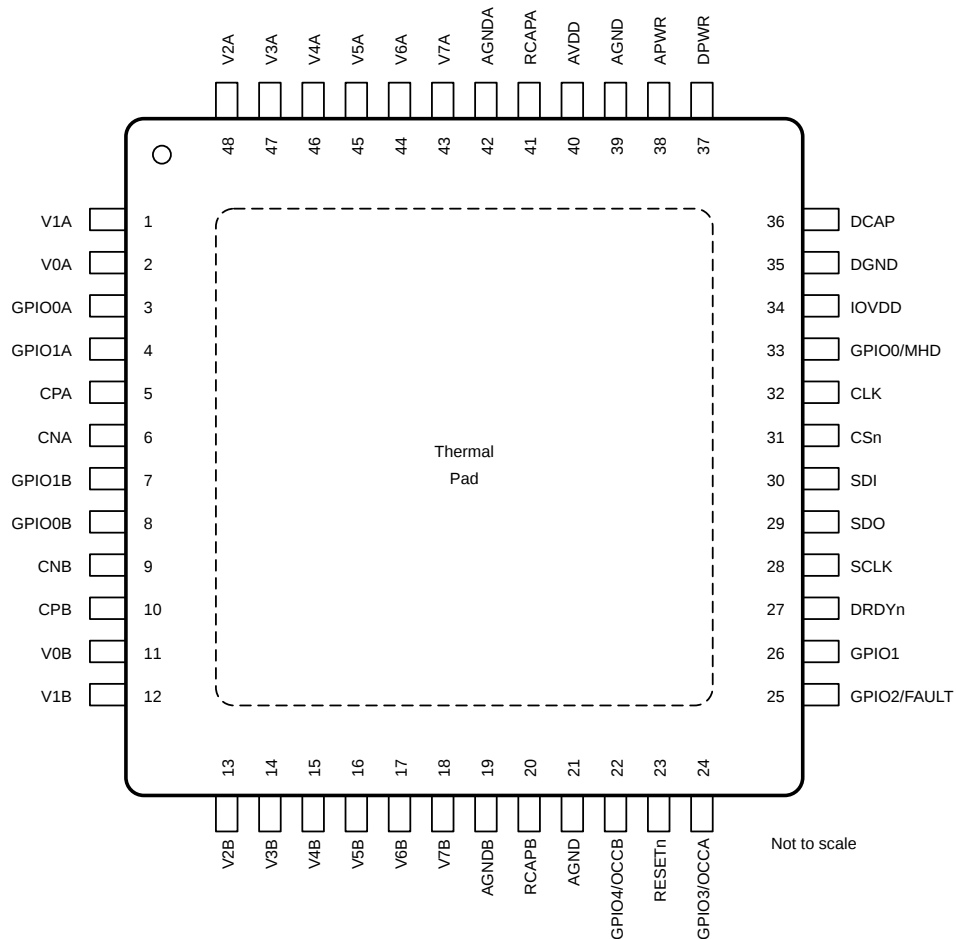 V2A
V3A
V4A
V5A
V6A
V7A
AGNDA
RCAPA
AVDD
AGND
APWR
DPWR
48
47
46
45
44
43
42
41
40
39
38
37
V1A 1
V0A 2
GPIO0A 3
GPIO1A 4
CPA 5
CNA 6
GPIO1B 7
GPIO0B 8
CNB 9
CPB 10
V0B 11
V1B 12
Thermal
Pad
36 DCAP
35 DGND
34 IOVDD
33 GPIO0/MHD
32 CLK
31 CSn
30 SDI
29 SDO
28 SCLK
27 DRDYn
26 GPIO1
25 GPIO2/FAULT
13
14
15
16
17
18
19
20
21
22
23
24
V2B
V3B
V4B
V5B
V6B
V7B
AGNDB
RCAPB
AGND
GPIO4/OCCB
RESETn
GPIO3/OCCA
Not to scale